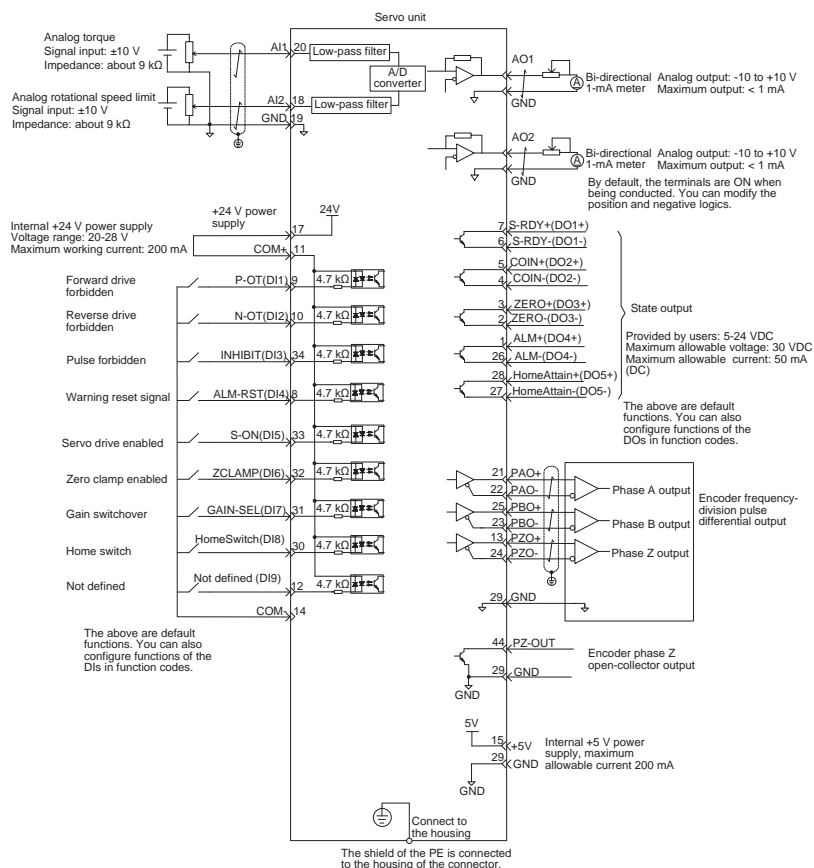 Servo unit
Analog torque
Signal input: ±10 V
Impedance: about 9 kΩ
AI1 20
Low-pass filter
A/D
converter
Analog rotational speed limit
Signal input: ±10 V
Impedance: about 9 kΩ
AI2 18
Low-pass filter
GND 19
AO1
GND
A
Bi-directional
1-mA meter
Analog output: -10 to +10 V
Maximum output: < 1 mA
AO2
GND
A
Bi-directional
1-mA meter
Analog output: -10 to +10 V
Maximum output: < 1 mA
By default, the terminals are ON when
being conducted. You can modify the
position and negative logics.
Internal +24 V power supply
Voltage range: 20-28 V
Maximum working current: 200 mA
+24 V power
supply
17
24V
COM+ 11
Forward drive
forbidden
P-OT(DI1) 9
4.7 kΩ
Reverse drive
forbidden
N-OT(DI2) 10
4.7 kΩ
Pulse forbidden
INHIBIT(DI3) 34
4.7 kΩ
Warning reset signal
ALM-RST(DI4) 8
4.7 kΩ
Servo drive enabled
S-ON(DI5) 33
4.7 kΩ
Zero clamp enabled
ZCLAMP(DI6) 32
4.7 kΩ
Gain switchover
GAIN-SEL(DI7) 31
4.7 kΩ
Home switch
HomeSwitch(DI8)
30
4.7 kΩ
Not defined
Not defined (DI9)
12
4.7 kΩ
COM- 14
The above are default
functions. You can also
configure functions of the
DIs in function codes.
7 S-RDY+(DO1+)
6 S-RDY-(DO1-)
5 COIN+(DO2+)
4 COIN-(DO2-)
3 ZERO+(DO3+)
2 ZERO-(DO3-)
1 ALM+(DO4+)
26 ALM-(DO4-)
28 HomeAttain+(DO5+)
27 HomeAttain-(DO5-)
State output
Provided by users: 5-24 VDC
Maximum allowable voltage: 30 VDC
Maximum allowable current: 50 mA
(DC)
The above are default
functions. You can also
configure functions of the
DOs in function codes.
21 PAO+
22 PAO-
Phase A output
25 PBO+
23 PBO-
Phase B output
13 PZO+
24 PZO-
Phase Z output
Encoder frequency-
division pulse
differential output
29 GND
44 PZ-OUT
29 GND
GND
Encoder phase Z
open-collector output
5V
15 +5V
29 GND
GND
Internal +5 V power
supply, maximum
allowable current 200 mA
Connect to
the housing
The shield of the PE is connected
to the housing of the connector.